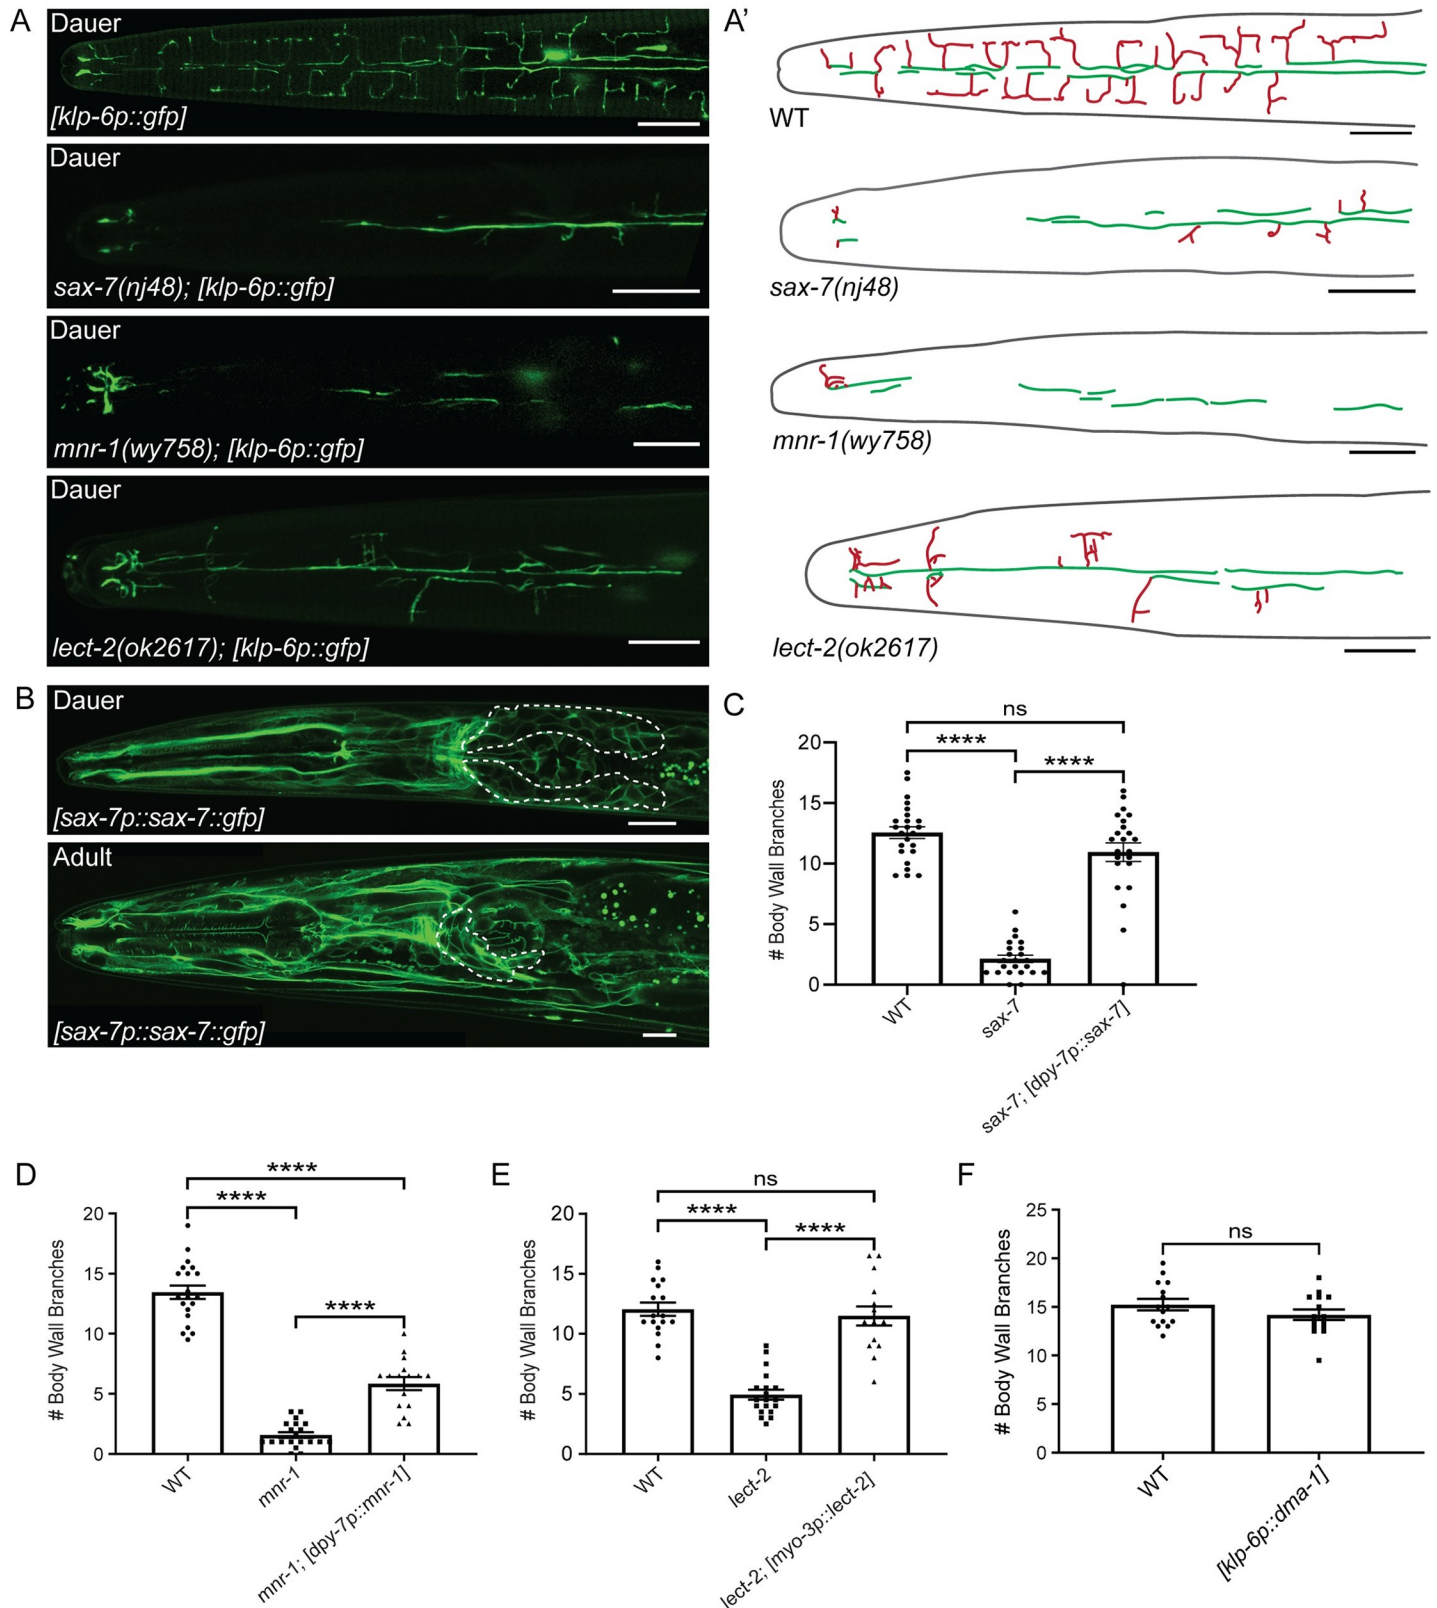 A
Dauer
[klp-6p::gfp]
Dauer
sax-7(nj48); [klp-6p::gfp]
Dauer
mnr-1(wy758); [klp-6p::gfp]
Dauer
lect-2(ok2617); [klp-6p::gfp]
A'
WT
sax-7(nj48)
mnr-1(wy758)
lect-2(ok2617)
B
Dauer
[sax-7p::sax-7::gfp]
Adult
[sax-7p::sax-7::gfp]
C
ns
****
****
# Body Wall Branches
20
15
10
5
0
WT
sax-7
sax-7; [dpy-7p::sax-7]
D
****
****
****
# Body Wall Branches
20
15
10
5
0
WT
mnr-1
mnr-1; [dpy-7p::mnr-1]
E
ns
****
****
# Body Wall Branches
20
15
10
5
0
WT
lect-2
lect-2; [myo-3p::lect-2]
F
ns
# Body Wall Branches
25
20
15
10
5
0
WT
[klp-6p::dma-1]